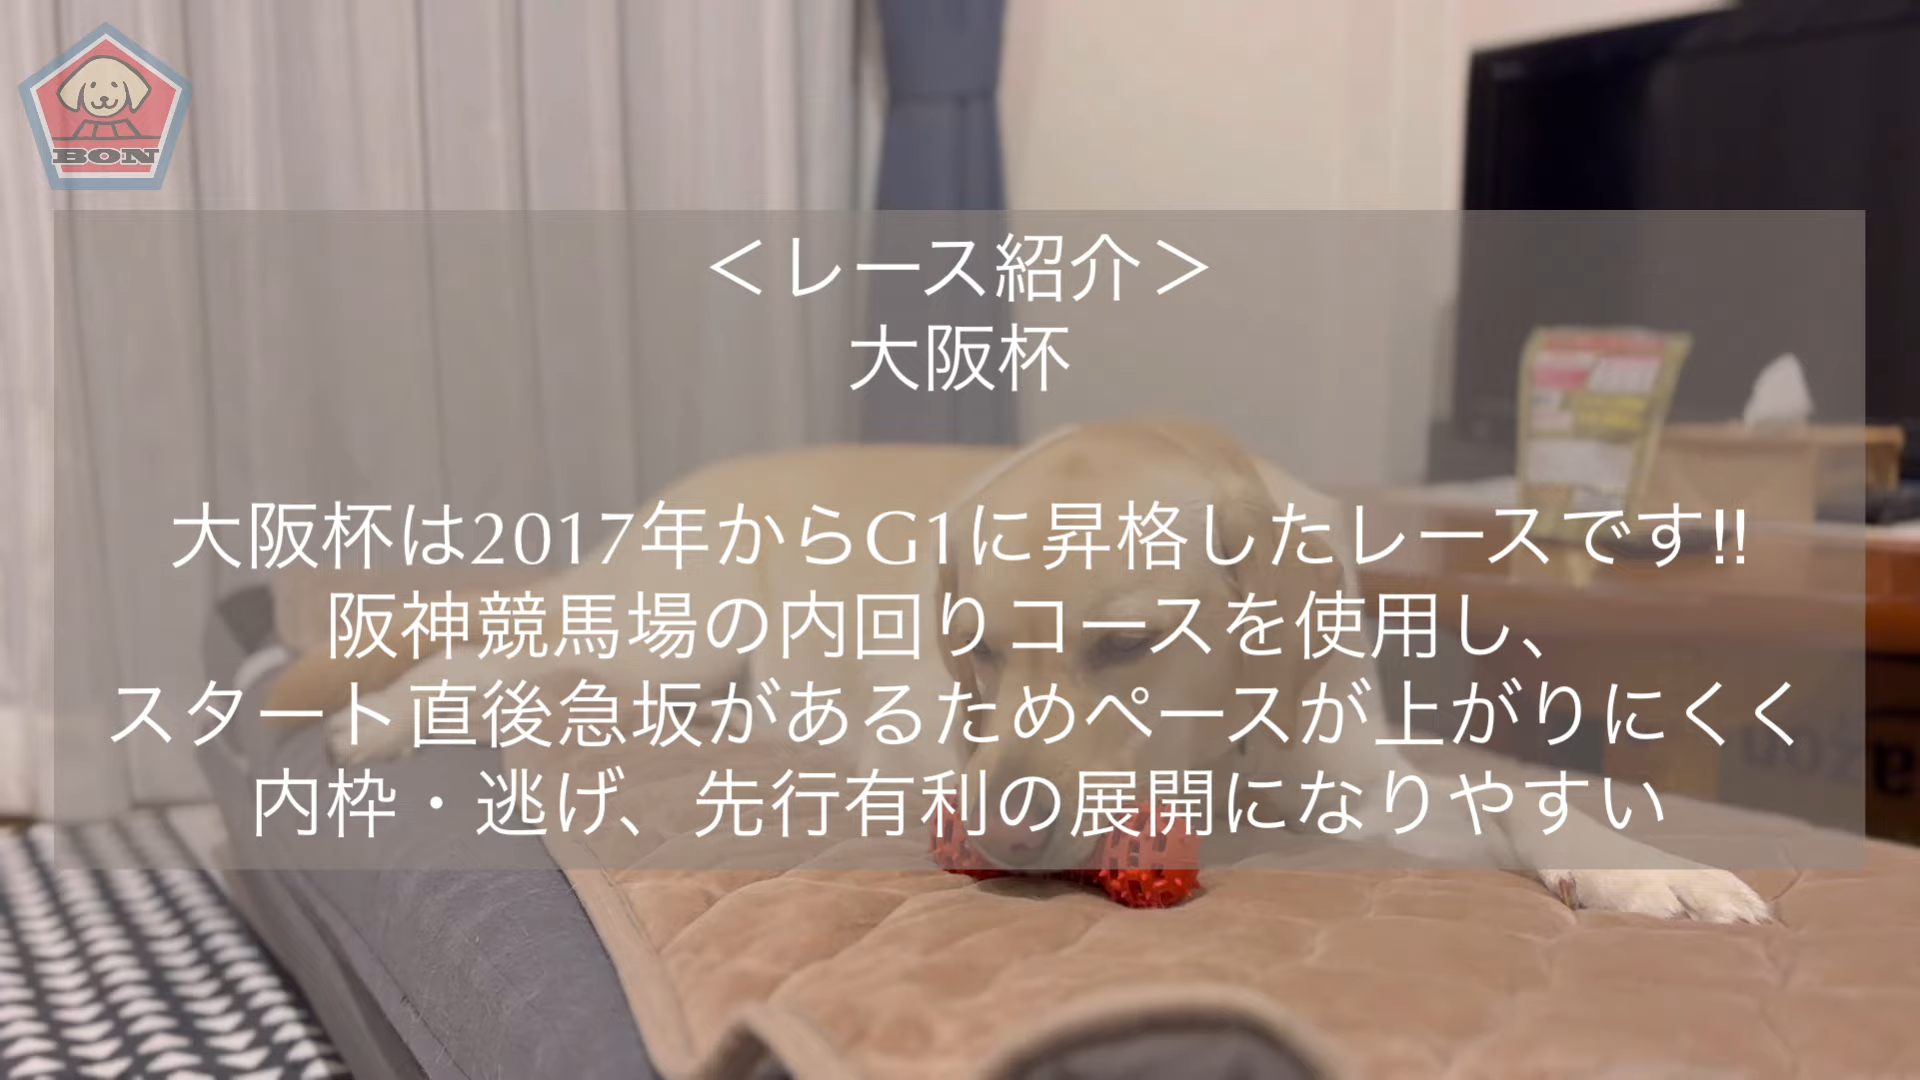 BON
＜レース紹介＞
大阪杯
大阪杯は2017年からG1に昇格したレースです!!
阪神競馬場の内回りコースを使用し、
スタート直後急坂があるためペースが上がりにくく
内枠・逃げ、先行有利の展開になりやすい